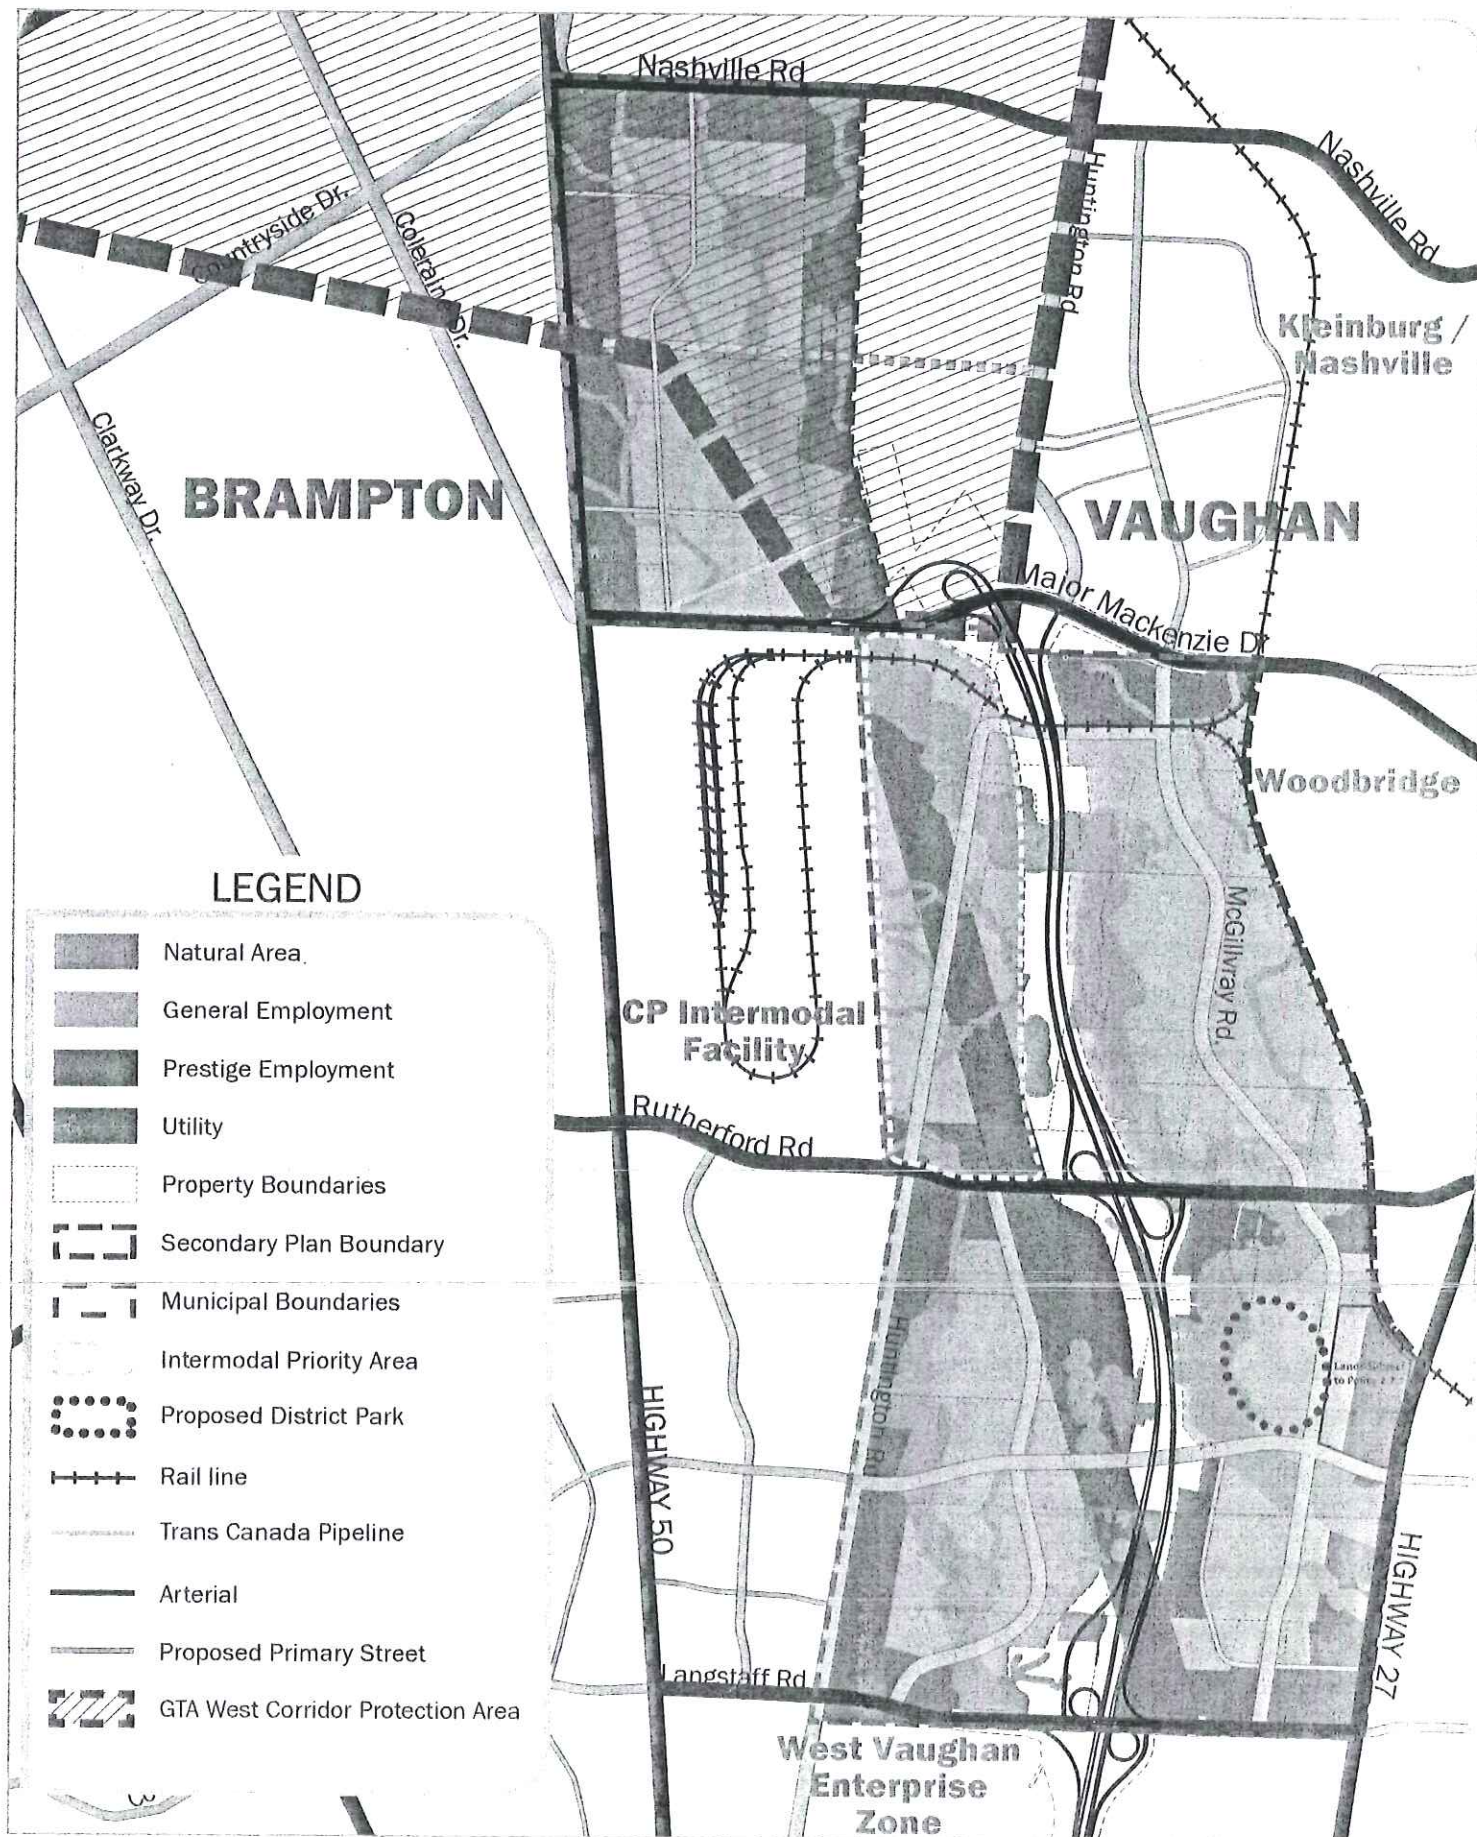 Nashville Rd
Nashville Rd
Huntington Rd
Countryside Dr.
Coleraine Dr.
Kleinburg /
Nashville
Clarkway Dr.
BRAMPTON
VAUGHAN
Major Mackenzie Dr
Woodbridge
McGillvray Rd.
CP Intermodal
Facility
Rutherford Rd
Huntington Rd
HIGHWAY 50
HIGHWAY 27
Langstaff Rd
West Vaughan
Enterprise
Zone
LEGEND
Natural Area
General Employment
Prestige Employment
Utility
Property Boundaries
Secondary Plan Boundary
Municipal Boundaries
Intermodal Priority Area
Proposed District Park
Rail line
Trans Canada Pipeline
Arterial
Proposed Primary Street
GTA West Corridor Protection Area